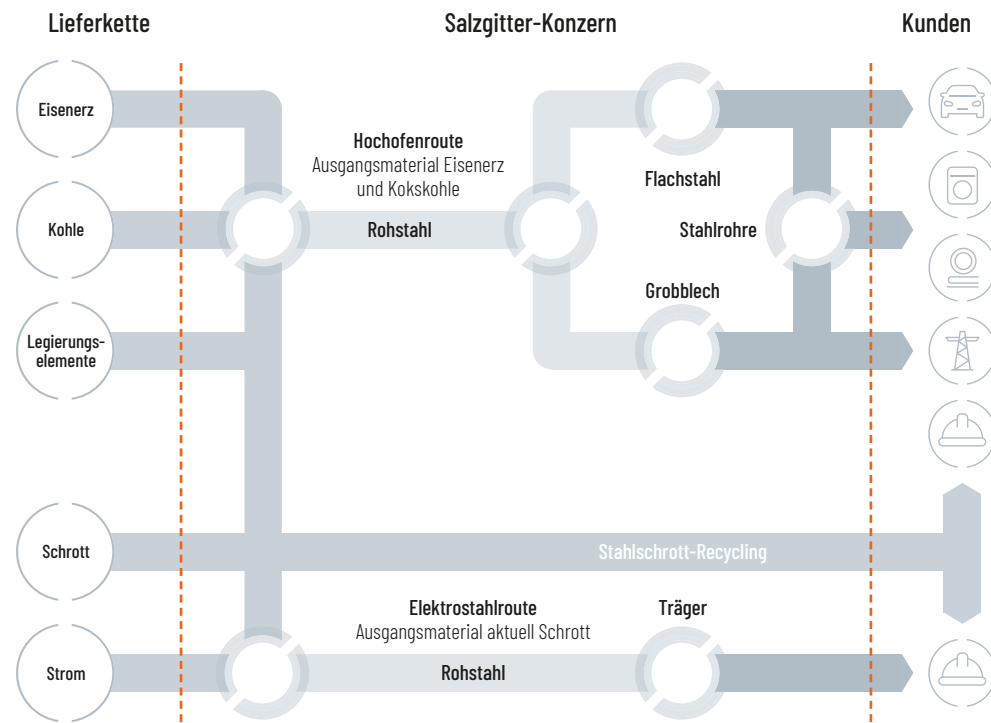 Lieferkette
Salzgitter-Konzern
Kunden
Eisenerz
Hochofenroute
Ausgangsmaterial Eisenerz
und Kokskohle
Flachstahl
Kohle
Rohstahl
Stahlrohre
Grobblech
Legierungs-
elemente
Schrott
Stahlschrott-Recycling
Elektrostahlroute
Ausgangsmaterial aktuell Schrott
Träger
Strom
Rohstahl